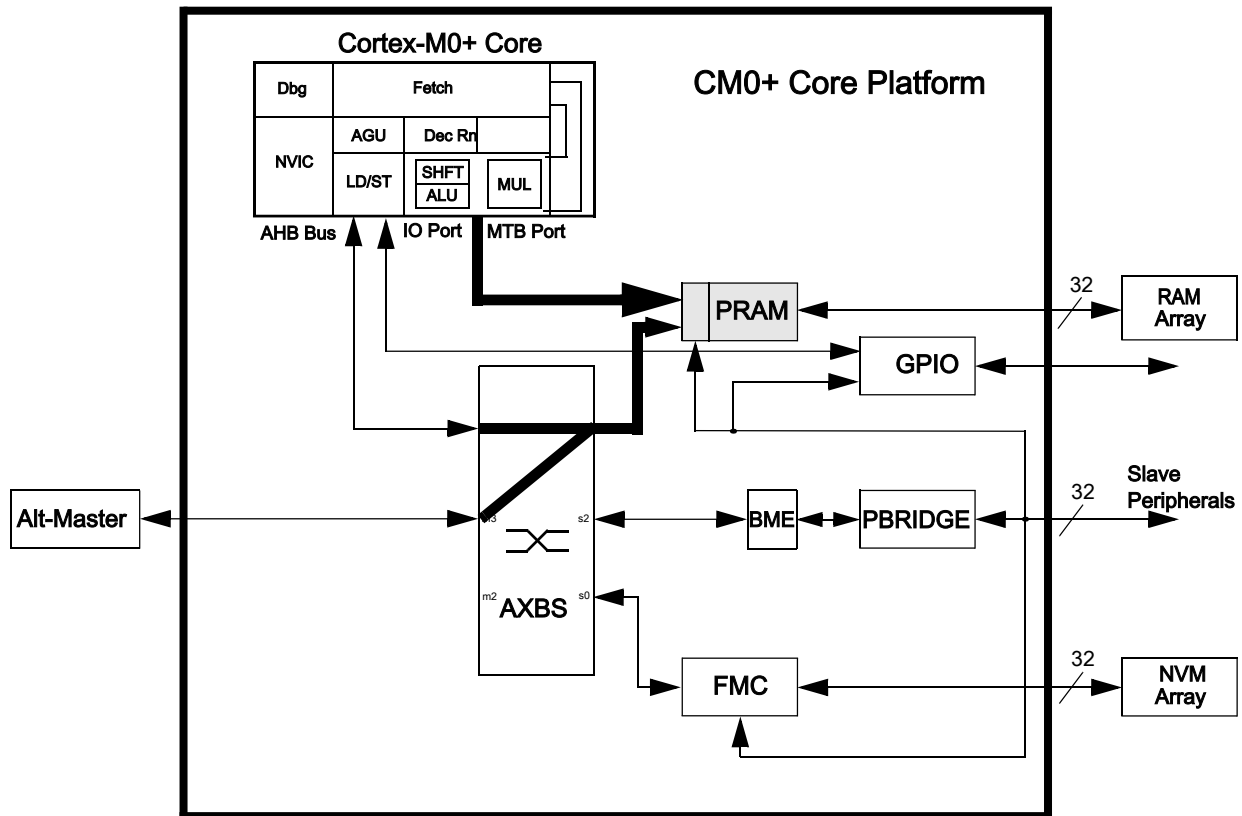 Cortex-M0+ Core
CM0+ Core Platform
Dbg
Fetch
AGU
Dec Rn
NVIC
LD/ST
SHFT
ALU
MUL
AHB Bus
IO Port
MTB Port
PRAM
32
RAM
Array
GPIO
Alt-Master
m3
s2
BME
PBRIDGE
32
Slave
Peripherals
m2
AXBS
s0
FMC
32
NVM
Array